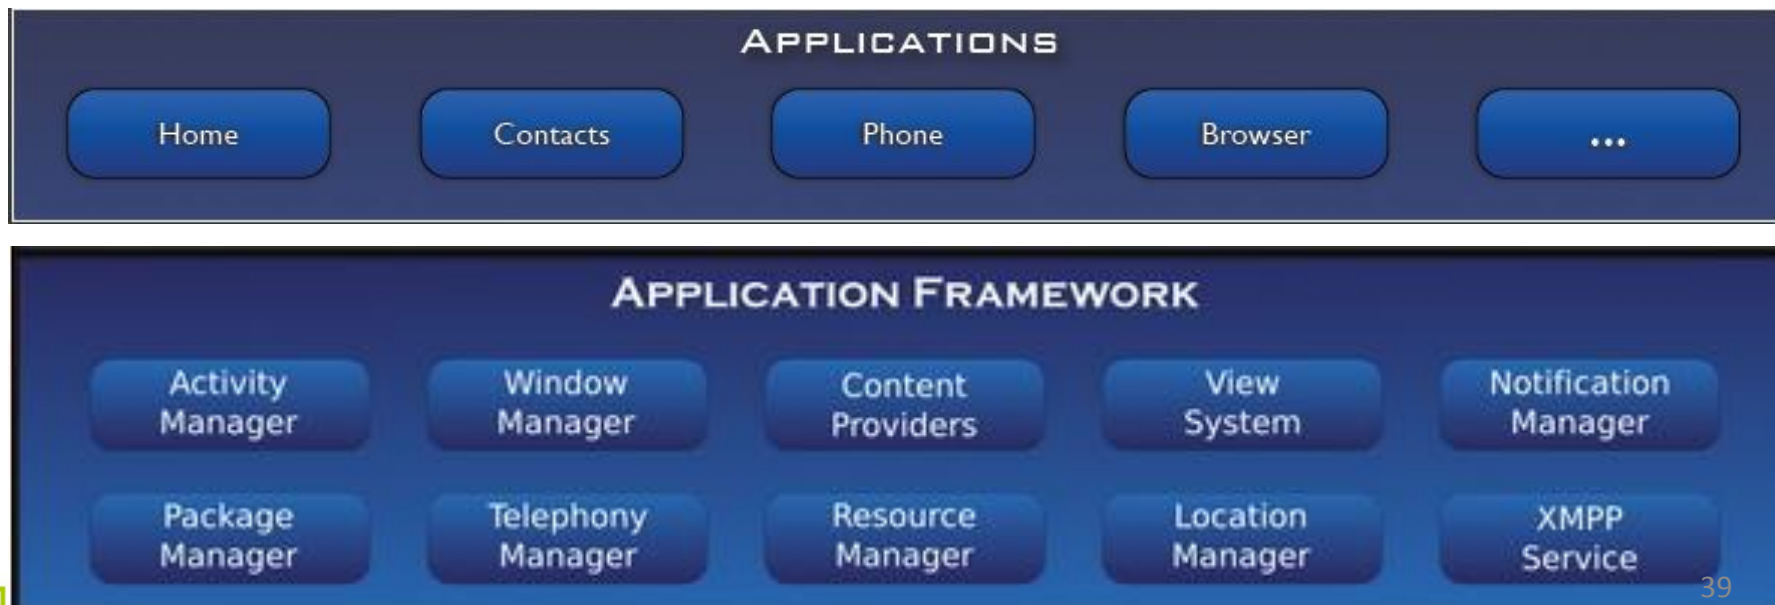 APPLICATIONS
Home Contacts Phone Browser ...
APPLICATION FRAMEWORK
Activity Manager
Window Manager
Content Providers
View System
Notification Manager
Package Manager
Telephony Manager
Resource Manager
Location Manager
XMPP Service
39